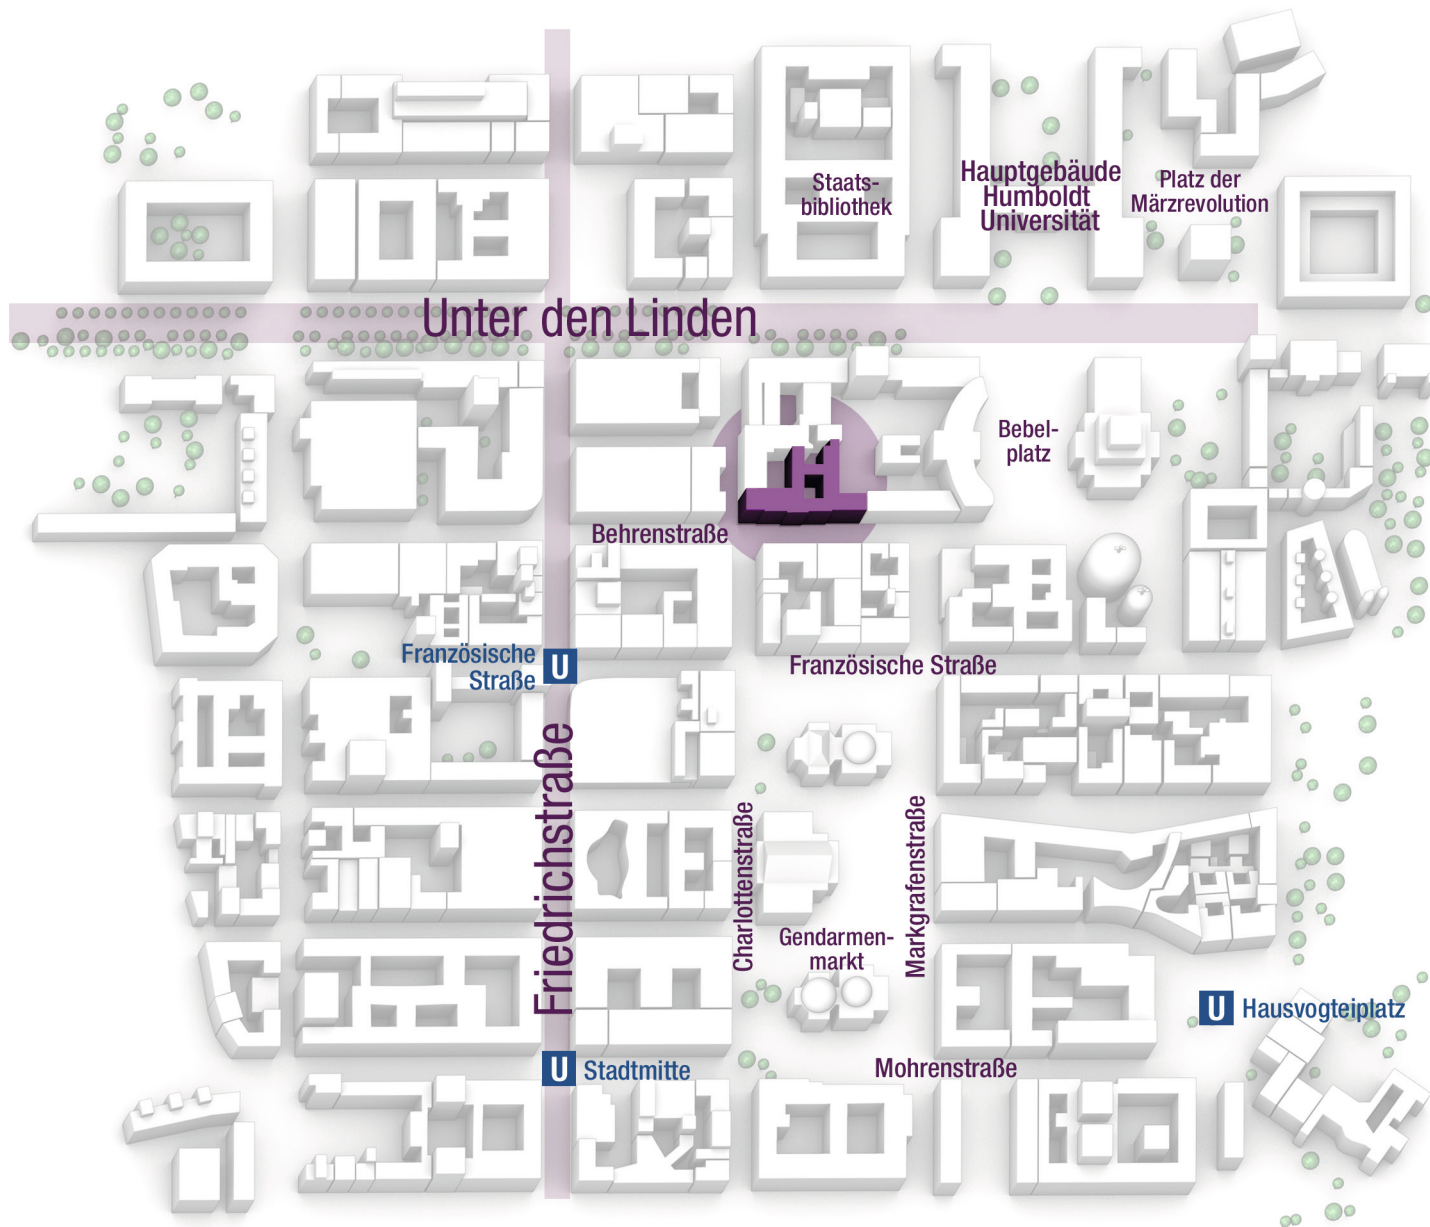 Staats-
bibliothek
Hauptgebäude
Humboldt
Universität
Platz der
Märzrevolution
Unter den Linden
Bebel-
platz
Behrenstraße
Französische
Straße
U
Französische Straße
Friedrichstraße
Charlottenstraße
Markgrafenstraße
Gendarmen-
markt
U Hausvogteiplatz
U Stadtmitte
Mohrenstraße